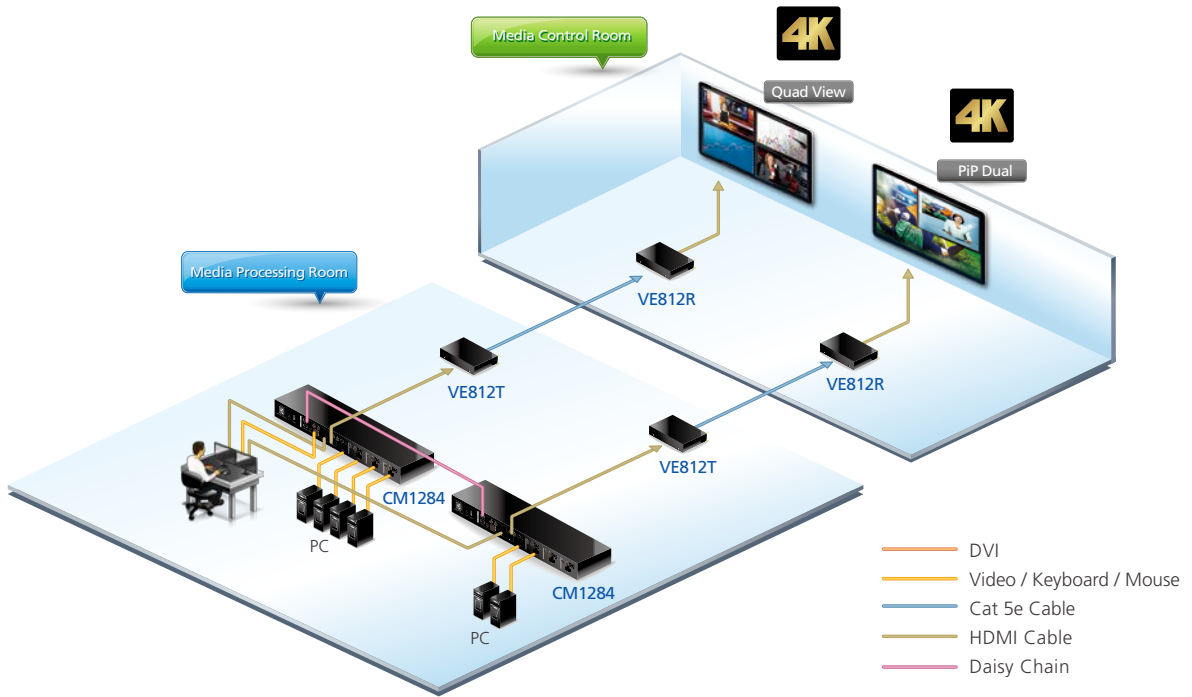 Media Control Room
4K
Quad View
4K
PiP Dual
Media Processing Room
VE812R
VE812T
VE812R
VE812T
CM1284
PC
CM1284
PC
DVI
Video / Keyboard / Mouse
Cat 5e Cable
HDMI Cable
Daisy Chain